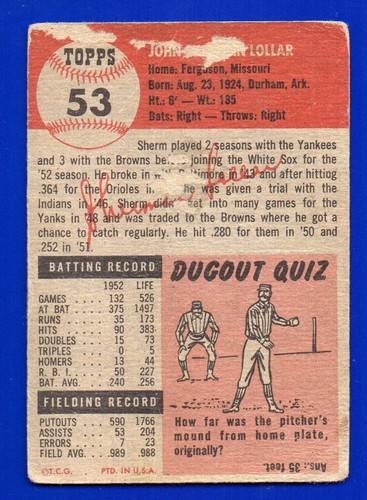 TOPPS
53
JOHN LOLLAR
Home: Ferguson, Missouri
Born: Aug. 23, 1924, Durham, Ark.
Ht.: 6' — Wt.: 185
Bats: Right — Throws: Right
Sherm played 2 seasons with the Yankees
and 3 with the Browns joining the White Sox for the
'52 season. He broke in with Baltimore in '43 and after hitting
.364 for the Orioles in he was given a trial with the
Indians in '46. Sherm didn't get into many games for the
Yanks in '48 and was traded to the Browns where he got a
chance to catch regularly. He hit .280 for them in '50 and
.252 in '51.
Sherman Lollar
BATTING RECORD
1952 LIFE
GAMES 132 526
AT BAT 375 1497
RUNS 35 173
HITS 90 383
DOUBLES 15 73
TRIPLES 0 5
HOMERS 13 50
R. B. I. 50 227
BAT. AVG. .240 .256
FIELDING RECORD
PUTOUTS 590 1766
ASSISTS 53 204
ERRORS 7 23
FIELD AVG. .989 .988
©T.C.G. PTD. IN U.S.A.
DUGOUT QUIZ
How far was the pitcher's
mound from home plate,
originally?
Ans.: 35 feet.